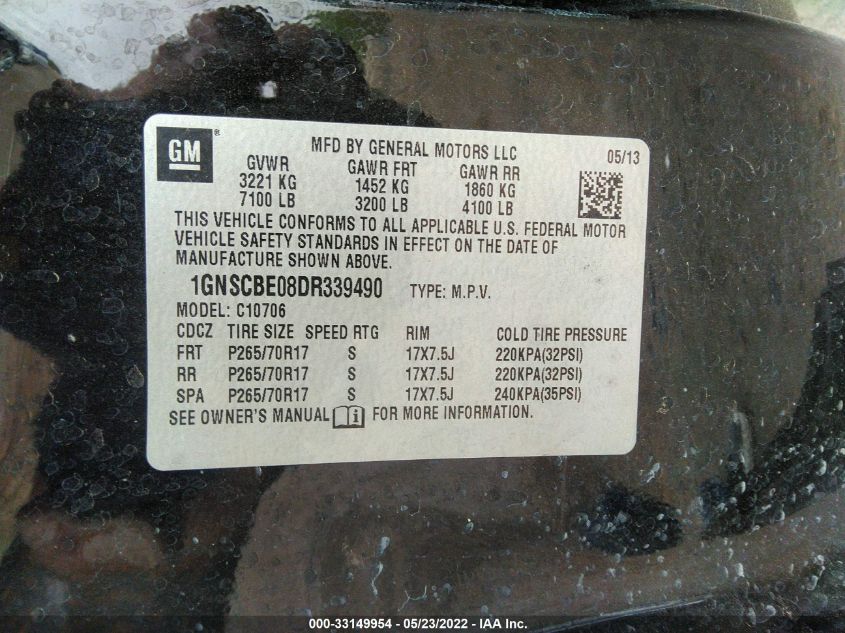 GM ® MFD BY GENERAL MOTORS LLC 05/13
GVWR GAWR FRT GAWR RR
3221 KG 1452 KG 1860 KG
7100 LB 3200 LB 4100 LB
THIS VEHICLE CONFORMS TO ALL APPLICABLE U.S. FEDERAL MOTOR
VEHICLE SAFETY STANDARDS IN EFFECT ON THE DATE OF
MANUFACTURE SHOWN ABOVE.
1GNSCBE08DR339490 TYPE: M.P.V.
MODEL: C10706
CDCZ TIRE SIZE SPEED RTG RIM COLD TIRE PRESSURE
FRT P265/70R17 S 17X7.5J 220KPA(32PSI)
RR P265/70R17 S 17X7.5J 220KPA(32PSI)
SPA P265/70R17 S 17X7.5J 240KPA(35PSI)
SEE OWNER'S MANUAL i FOR MORE INFORMATION.
000-33149954 - 05/23/2022 - IAA Inc.